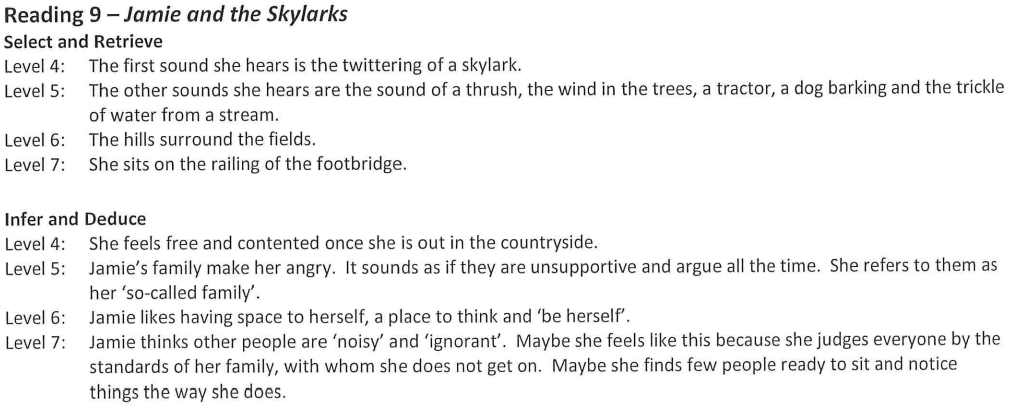 Reading 9 – Jamie and the Skylarks
Select and Retrieve
Level 4: The first sound she hears is the twittering of a skylark.
Level 5: The other sounds she hears are the sound of a thrush, the wind in the trees, a tractor, a dog barking and the trickle
of water from a stream.
Level 6: The hills surround the fields.
Level 7: She sits on the railing of the footbridge.
Infer and Deduce
Level 4: She feels free and contented once she is out in the countryside.
Level 5: Jamie’s family make her angry. It sounds as if they are unsupportive and argue all the time. She refers to them as
her ‘so-called family’.
Level 6: Jamie likes having space to herself, a place to think and ‘be herself’.
Level 7: Jamie thinks other people are ‘noisy’ and ‘ignorant’. Maybe she feels like this because she judges everyone by the
standards of her family, with whom she does not get on. Maybe she finds few people ready to sit and notice
things the way she does.